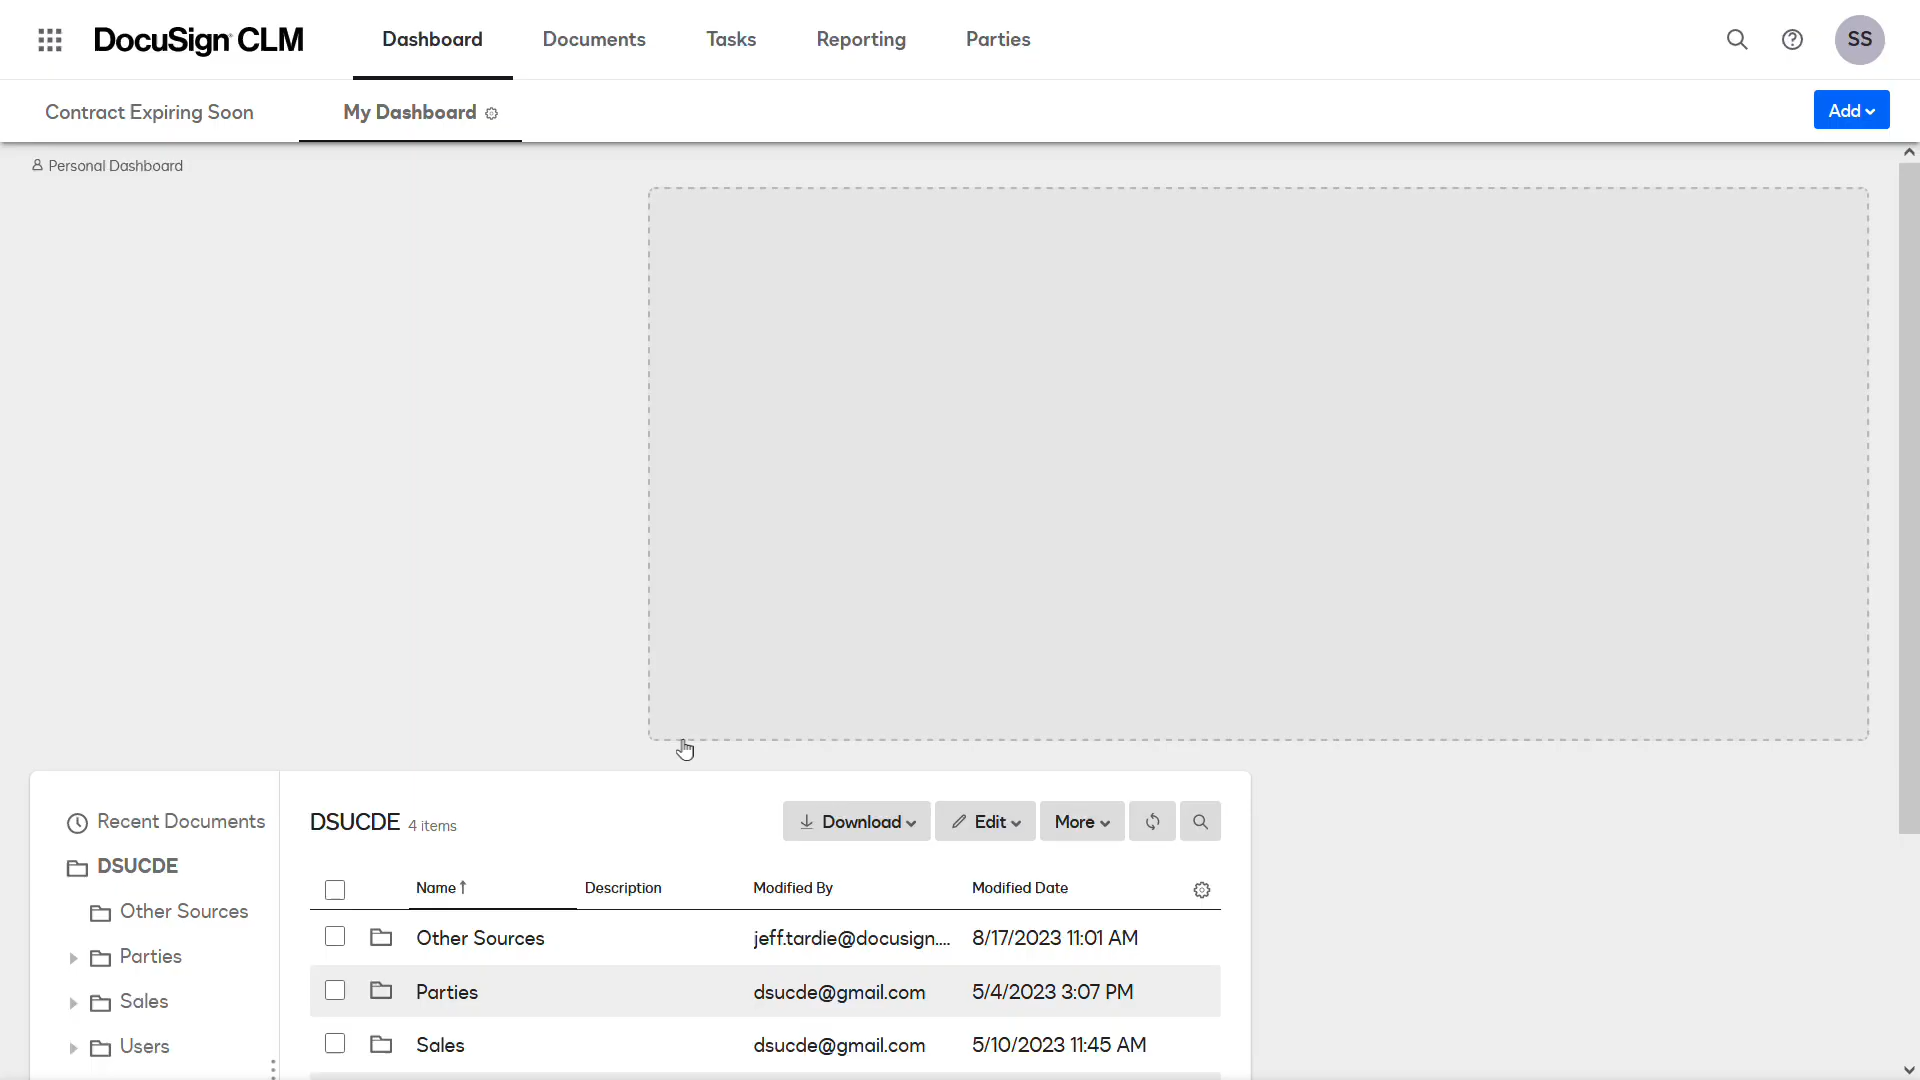 DocuSign CLM
Dashboard
Documents
Tasks
Reporting
Parties
SS
Contract Expiring Soon
My Dashboard
Add
Personal Dashboard
Recent Documents
DSUCDE
Other Sources
Parties
Sales
Users
DSUCDE 4 items
Download
Edit
More
Name↑ Description Modified By Modified Date
Other Sources jeff.tardie@docusign.... 8/17/2023 11:01 AM
Parties dsucde@gmail.com 5/4/2023 3:07 PM
Sales dsucde@gmail.com 5/10/2023 11:45 AM